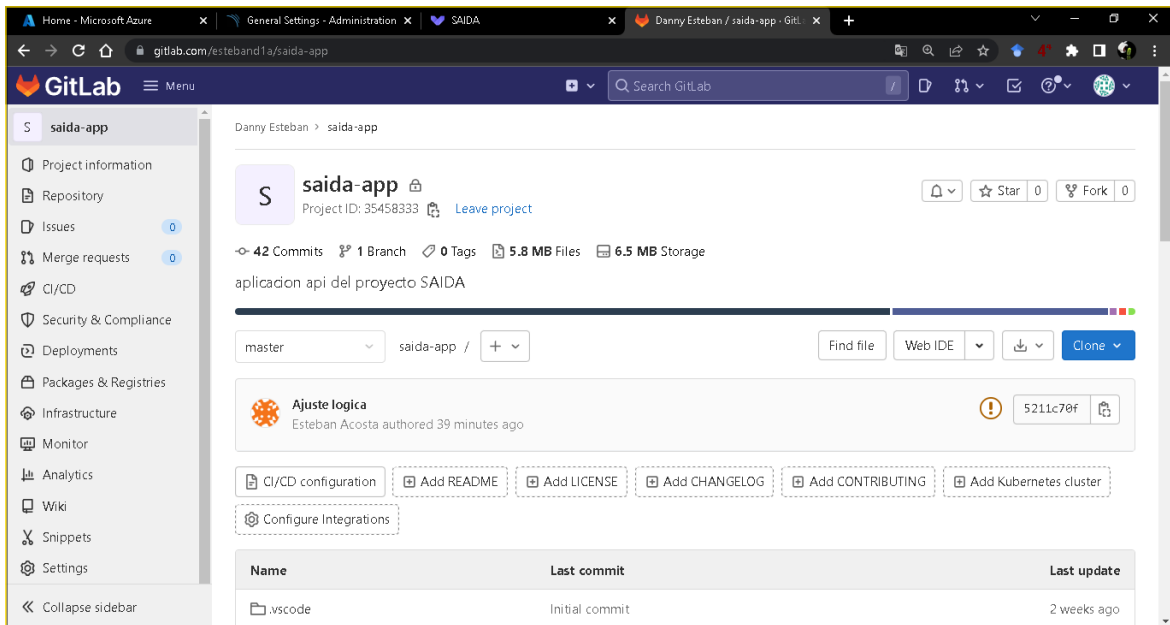 Home - Microsoft Azure
General Settings - Administration
SAIDA
Danny Esteban / saida-app · GitL
gitlab.com/esteband1a/saida-app
GitLab Menu Search GitLab /
S saida-app
Project information
Repository
Issues 0
Merge requests 0
CI/CD
Security & Compliance
Deployments
Packages & Registries
Infrastructure
Monitor
Analytics
Wiki
Snippets
Settings
Collapse sidebar
Danny Esteban > saida-app
S
saida-app
Project ID: 35458333 Leave project
Star 0 Fork 0
42 Commits 1 Branch 0 Tags 5.8 MB Files 6.5 MB Storage
aplicacion api del proyecto SAIDA
master saida-app / + Find file Web IDE Clone
Ajuste logica
Esteban Acosta authored 39 minutes ago
5211c70f
CI/CD configuration Add README Add LICENSE Add CHANGELOG Add CONTRIBUTING Add Kubernetes cluster
Configure Integrations
Name Last commit Last update
.vscode Initial commit 2 weeks ago